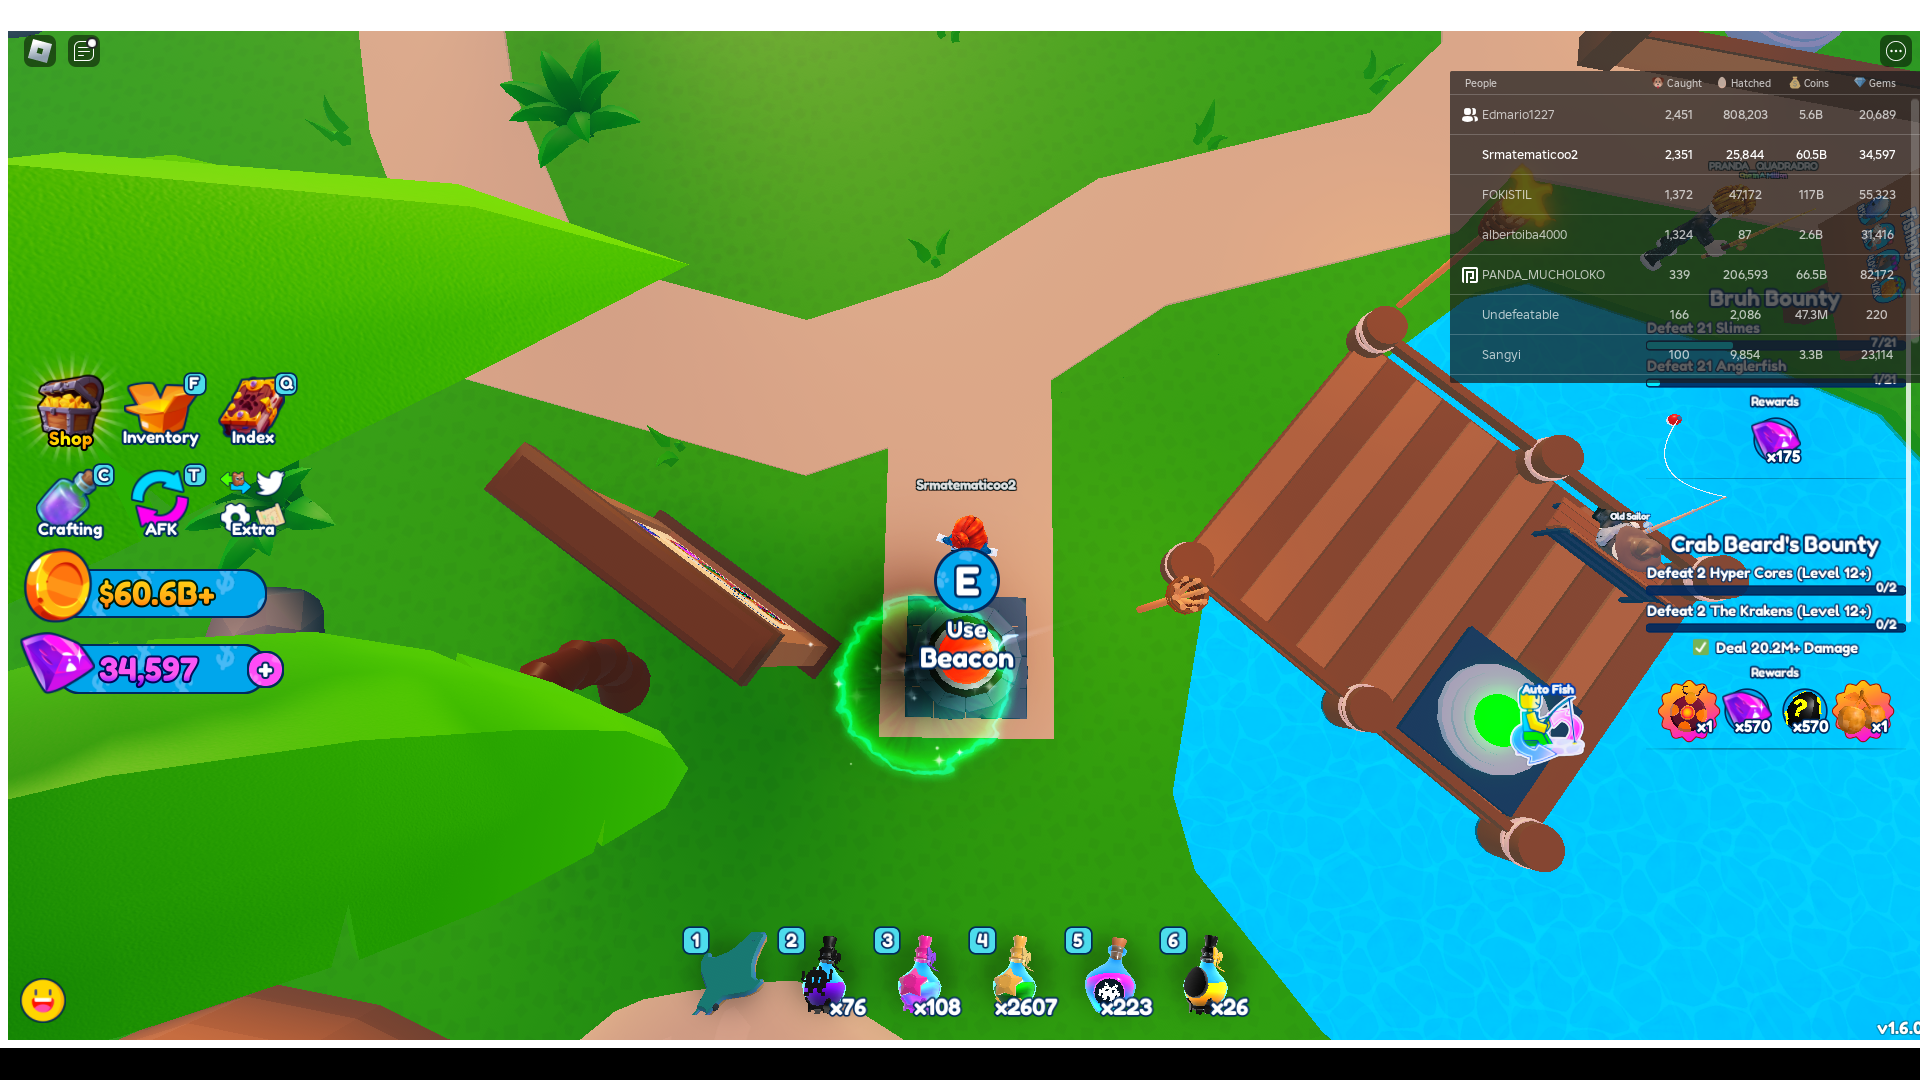 People Caught Hatched Coins Gems
Edmario1227 2,451 808,203 5.6B 20,689
Srmatematicoo2 2,351 25,844 60.5B 34,597
PRANDA_QUADRADRO
FOKISTIL 1,372 47,172 117B 55,323
albertoiba4000 1,324 87 2.6B 31,416
PANDA_MUCHOLOKO 339 206,593 66.5B 82,172
Bruh Bounty
Undefeatable 166 2,086 47.3M 220
Defeat 21 Slimes
7/21
Sangyi 100 9,854 3.3B 23,114
Defeat 21 Anglerfish
1/21
Rewards
x175
F
Q
Shop
Inventory
Index
C
T
Crafting
AFK
Extra
$60.6B+
34,597
+
Srmatematicoo2
E
Use
Beacon
Old Sailor
Crab Beard's Bounty
Defeat 2 Hyper Cores (Level 12+)
0/2
Defeat 2 The Krakens (Level 12+)
0/2
Deal 20.2M+ Damage
Rewards
x1
x570
?
x570
x1
Auto Fish
1
2
x76
3
x108
4
x2607
5
x223
6
x26
v1.6.0